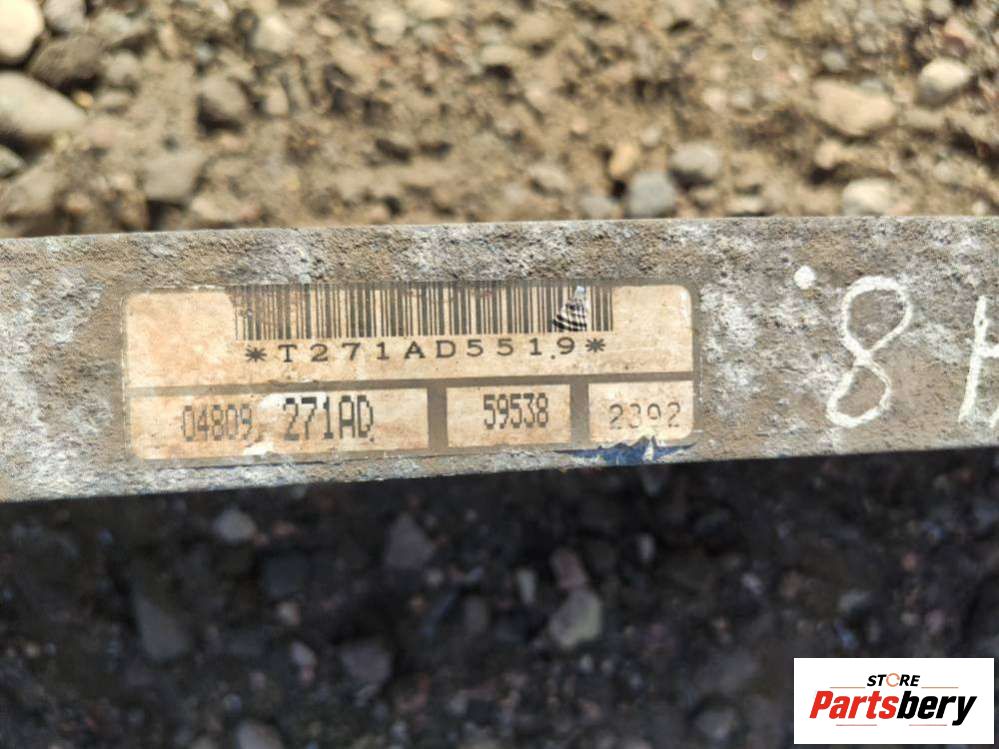 *T271AD5519*
04809 271AD 59538 2392
8 H
STORE
Partsbery